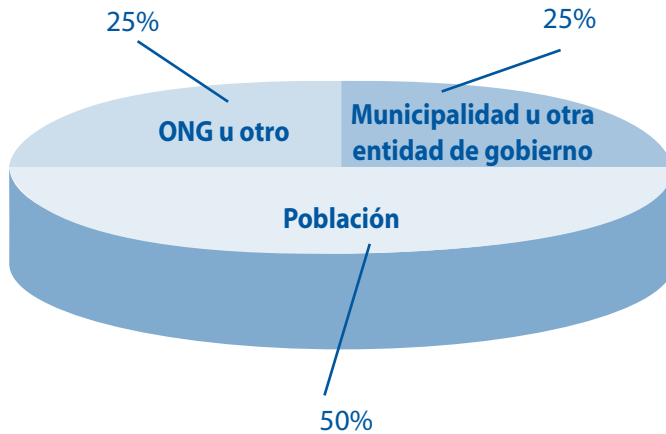 25%
25%
ONG u otro
Municipalidad u otra
entidad de gobierno
Población
50%